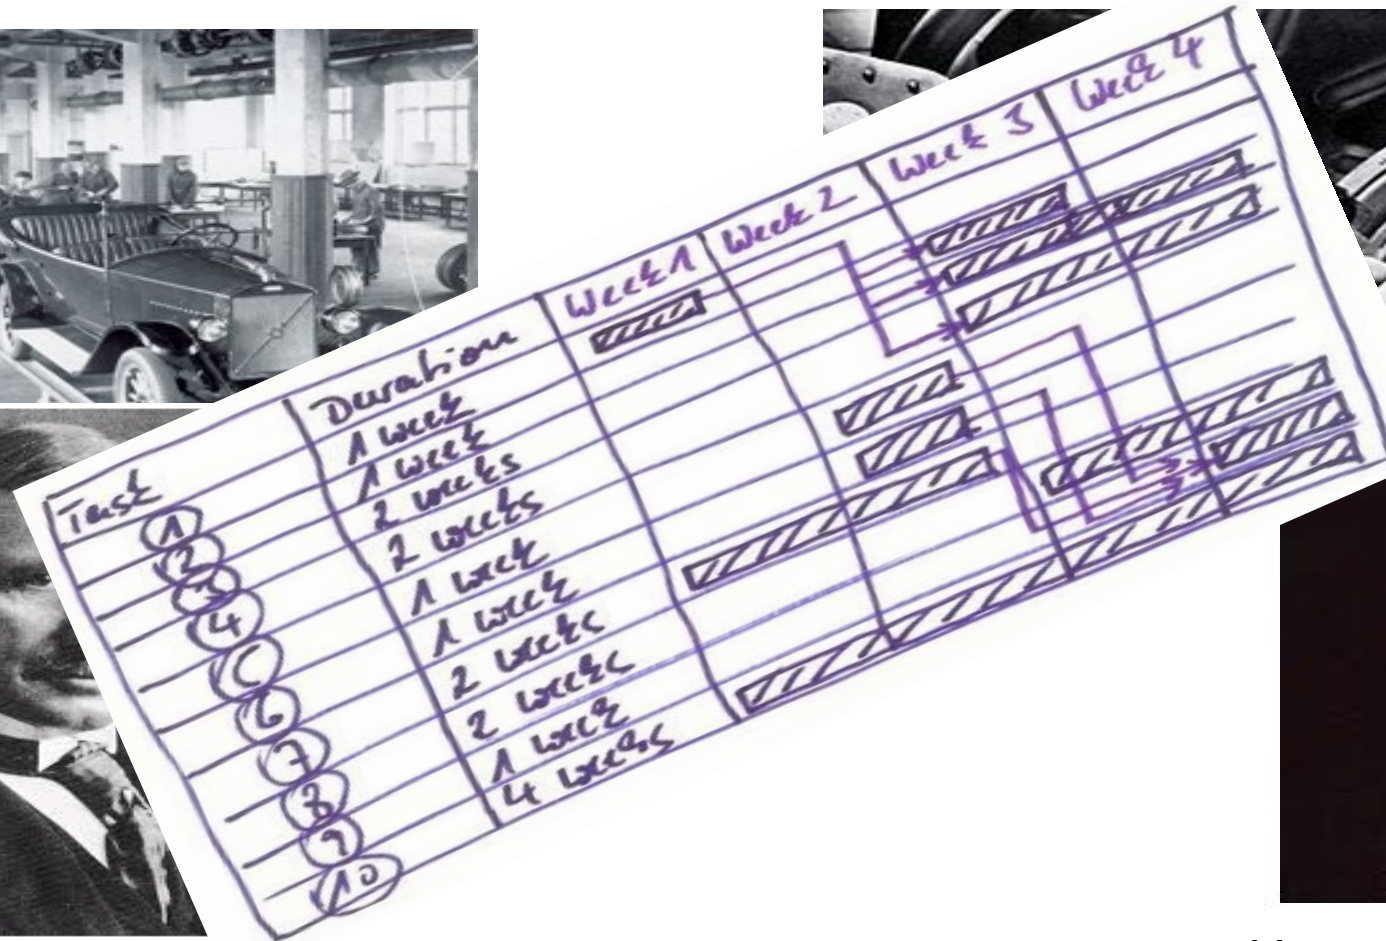 Task Duration Week 1 Week 2 Week 3 Week 4
1 1 week
2 1 week
3 2 weeks
4 2 weeks
5 1 week
6 1 week
7 2 weeks
8 2 weeks
9 1 week
10 4 weeks